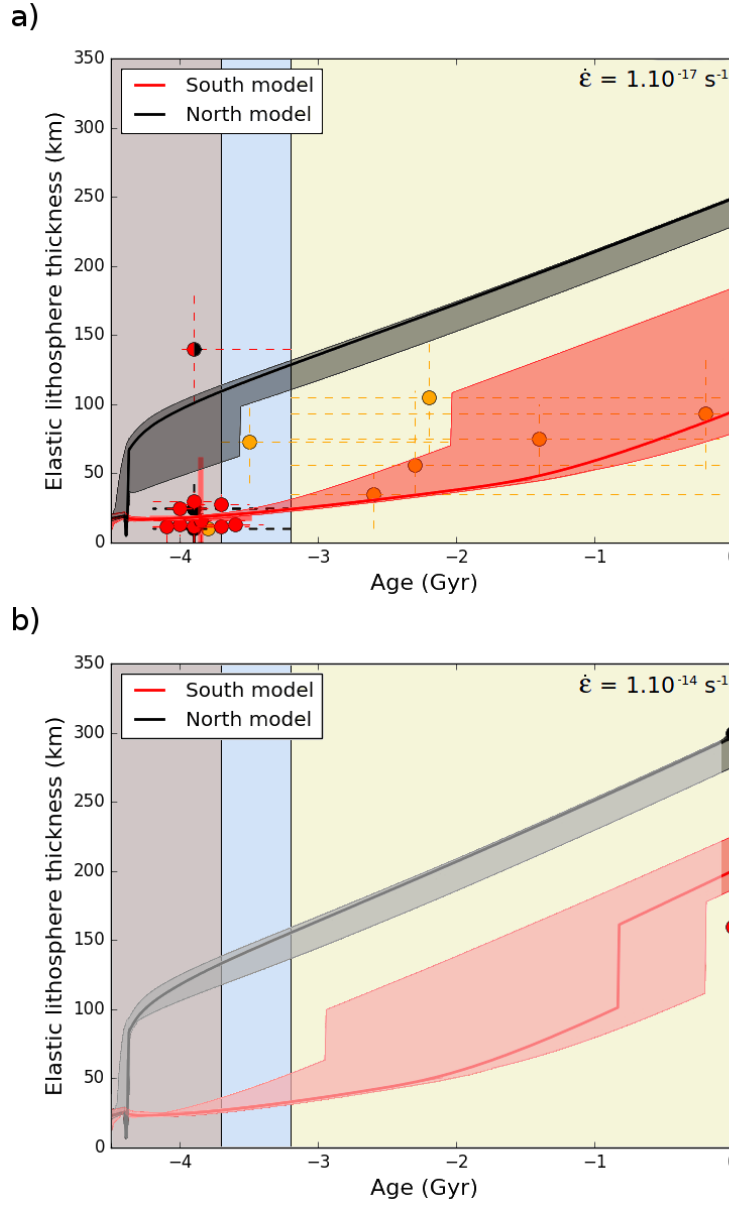 a)
350
300
250
200
150
100
50
0
Elastic lithosphere thickness (km)
South model
North model
ε̇ = 1.10⁻¹⁷ s⁻¹
−4
−3
−2
−1
0
Age (Gyr)
b)
350
300
250
200
150
100
50
0
Elastic lithosphere thickness (km)
South model
North model
ε̇ = 1.10⁻¹⁴ s⁻¹
−4
−3
−2
−1
0
Age (Gyr)